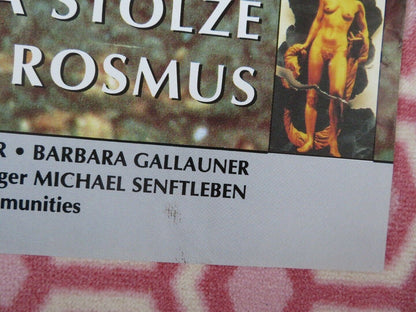 A STOLZE
ROSMUS
R • BARBARA GALLAUNER
ger MICHAEL SENFTLEBEN
munities